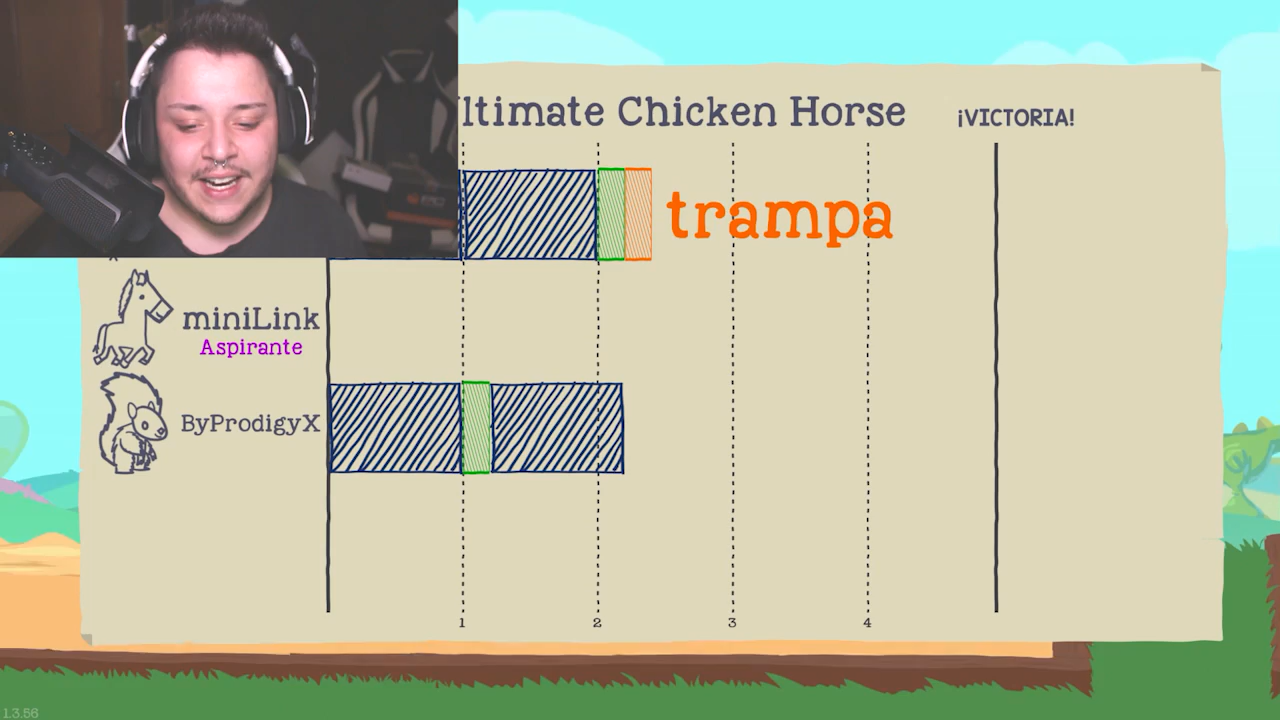 ltimate Chicken Horse
¡VICTORIA!
trampa
miniLink
Aspirante
ByProdigyX
1 2 3 4
1.3.56